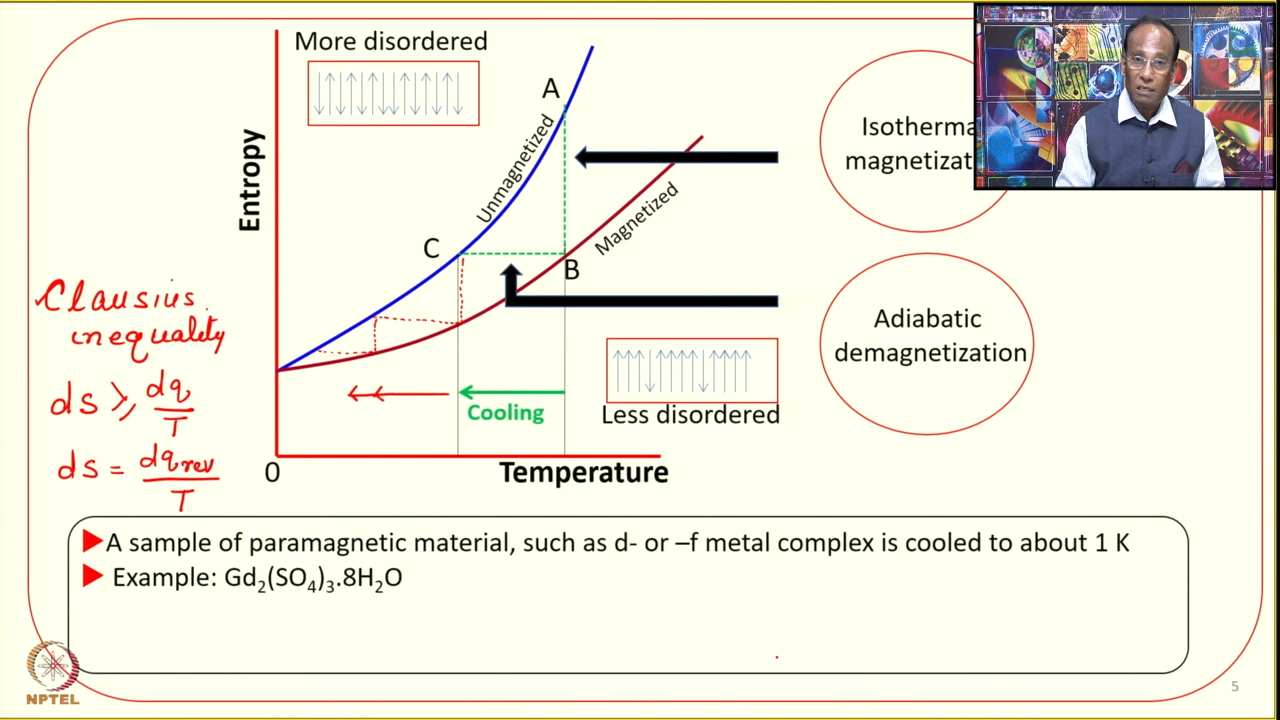 More disordered
A
Isotherma
magnetizat
Unmagnetized
Entropy
Magnetized
C
B
Clausius
inequality
Adiabatic
demagnetization
ds ≥ dq/T
Cooling
Less disordered
ds = dqrev/T
0
Temperature
A sample of paramagnetic material, such as d- or –f metal complex is cooled to about 1 K
Example: Gd2(SO4)3.8H2O
NPTEL
5